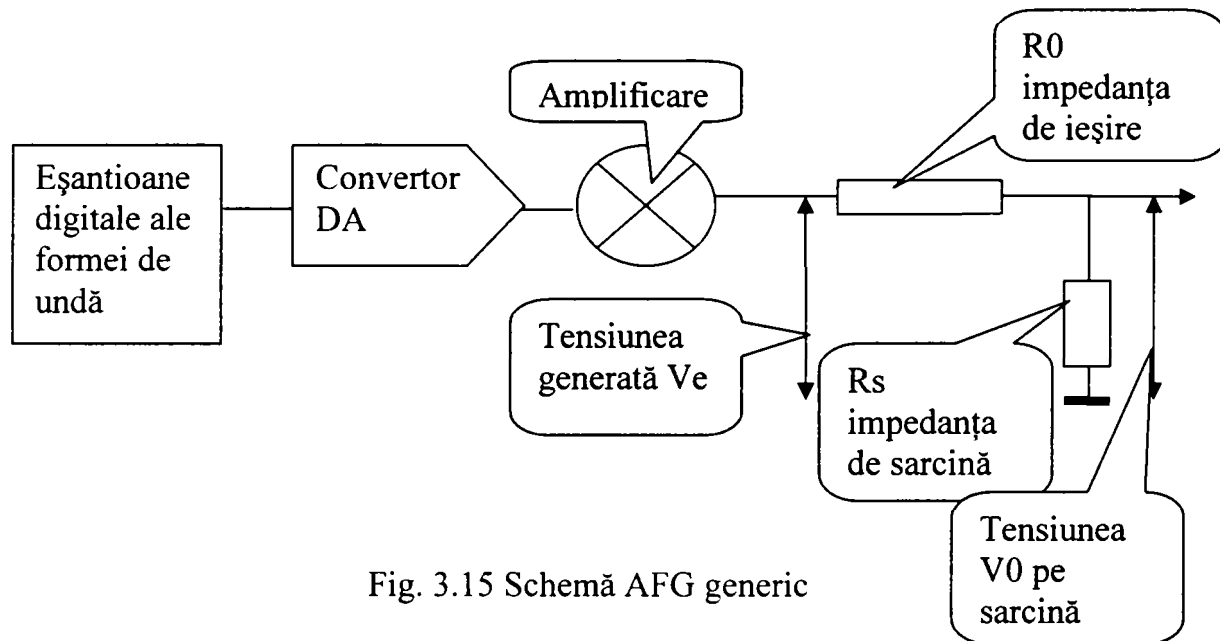 R0
impedanța
de ieşire
Amplificare
Eşantioane
digitale ale
formei de
undă
Convertor
DA
Tensiunea
generată Ve
Rs
impedanța
de sarcină
Tensiunea
V0 pe
sarcină
Fig. 3.15 Schemă AFG generic